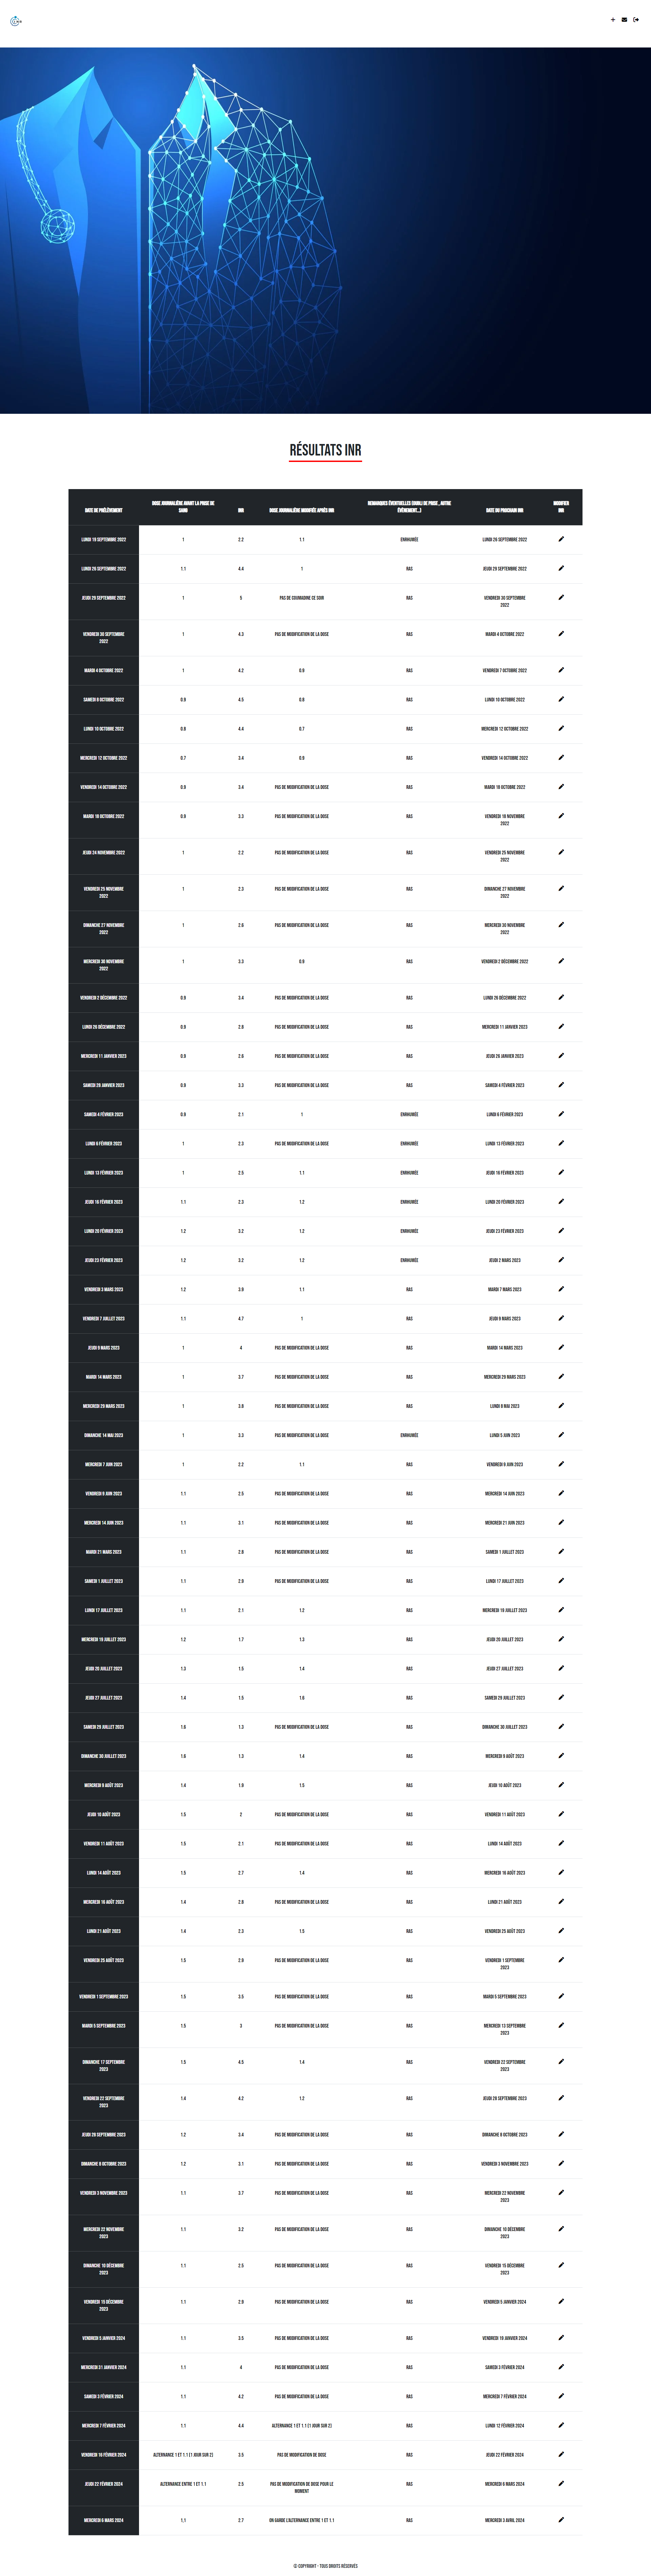 RÉSULTATS INR
DATE DE PRÉLÈVEMENT DOSE JOURNALIÈRE AVANT LA PRISE DE SANG INR DOSE JOURNALIÈRE MODIFIÉE APRÈS INR REMARQUES ÉVENTUELLES (OUBLI DE PRISE , AUTRE ÉVÈNEMENT...) DATE DU PROCHAIN INR MODIFIER INR
LUNDI 19 SEPTEMBRE 2022 1 2.2 1.1 ENRHUMÉE LUNDI 26 SEPTEMBRE 2022
LUNDI 26 SEPTEMBRE 2022 1.1 4.4 1 RAS JEUDI 29 SEPTEMBRE 2022
JEUDI 29 SEPTEMBRE 2022 1 5 PAS DE COUMADINE CE SOIR RAS VENDREDI 30 SEPTEMBRE 2022
VENDREDI 30 SEPTEMBRE 2022 1 4.3 PAS DE MODIFICATION DE LA DOSE RAS MARDI 4 OCTOBRE 2022
MARDI 4 OCTOBRE 2022 1 4.2 0.9 RAS VENDREDI 7 OCTOBRE 2022
SAMEDI 8 OCTOBRE 2022 0.9 4.5 0.8 RAS LUNDI 10 OCTOBRE 2022
LUNDI 10 OCTOBRE 2022 0.8 4.4 0.7 RAS MERCREDI 12 OCTOBRE 2022
MERCREDI 12 OCTOBRE 2022 0.7 3.4 0.9 RAS VENDREDI 14 OCTOBRE 2022
VENDREDI 14 OCTOBRE 2022 0.9 3.4 PAS DE MODIFICATION DE LA DOSE RAS MARDI 18 OCTOBRE 2022
MARDI 18 OCTOBRE 2022 0.9 3.3 PAS DE MODIFICATION DE LA DOSE RAS VENDREDI 18 NOVEMBRE 2022
JEUDI 24 NOVEMBRE 2022 1 2.2 PAS DE MODIFICATION DE LA DOSE RAS VENDREDI 25 NOVEMBRE 2022
VENDREDI 25 NOVEMBRE 2022 1 2.3 PAS DE MODIFICATION DE LA DOSE RAS DIMANCHE 27 NOVEMBRE 2022
DIMANCHE 27 NOVEMBRE 2022 1 2.6 PAS DE MODIFICATION DE LA DOSE RAS MERCREDI 30 NOVEMBRE 2022
MERCREDI 30 NOVEMBRE 2022 1 3.3 0.9 RAS VENDREDI 2 DÉCEMBRE 2022
VENDREDI 2 DÉCEMBRE 2022 0.9 3.4 PAS DE MODIFICATION DE LA DOSE RAS LUNDI 26 DÉCEMBRE 2022
LUNDI 26 DÉCEMBRE 2022 0.9 2.8 PAS DE MODIFICATION DE LA DOSE RAS MERCREDI 11 JANVIER 2023
MERCREDI 11 JANVIER 2023 0.9 2.6 PAS DE MODIFICATION DE LA DOSE RAS JEUDI 26 JANVIER 2023
SAMEDI 28 JANVIER 2023 0.9 3.3 PAS DE MODIFICATION DE LA DOSE RAS SAMEDI 4 FÉVRIER 2023
SAMEDI 4 FÉVRIER 2023 0.9 2.1 1 ENRHUMÉE LUNDI 6 FÉVRIER 2023
LUNDI 6 FÉVRIER 2023 1 2.3 PAS DE MODIFICATION DE LA DOSE ENRHUMÉE LUNDI 13 FÉVRIER 2023
LUNDI 13 FÉVRIER 2023 1 2.5 1.1 ENRHUMÉE JEUDI 16 FÉVRIER 2023
JEUDI 16 FÉVRIER 2023 1.1 2.3 1.2 ENRHUMÉE LUNDI 20 FÉVRIER 2023
LUNDI 20 FÉVRIER 2023 1.2 3.2 1.2 ENRHUMÉE JEUDI 23 FÉVRIER 2023
JEUDI 23 FÉVRIER 2023 1.2 3.2 1.2 ENRHUMÉE JEUDI 2 MARS 2023
VENDREDI 3 MARS 2023 1.2 3.9 1.1 RAS MARDI 7 MARS 2023
VENDREDI 7 JUILLET 2023 1.1 4.7 1 RAS JEUDI 9 MARS 2023
JEUDI 9 MARS 2023 1 4 PAS DE MODIFICATION DE LA DOSE RAS MARDI 14 MARS 2023
MARDI 14 MARS 2023 1 3.7 PAS DE MODIFICATION DE LA DOSE RAS MERCREDI 29 MARS 2023
MERCREDI 29 MARS 2023 1 3.8 PAS DE MODIFICATION DE LA DOSE RAS LUNDI 8 MAI 2023
DIMANCHE 14 MAI 2023 1 3.3 PAS DE MODIFICATION DE LA DOSE ENRHUMÉE LUNDI 5 JUIN 2023
MERCREDI 7 JUIN 2023 1 2.2 1.1 RAS VENDREDI 9 JUIN 2023
VENDREDI 9 JUIN 2023 1.1 2.5 PAS DE MODIFICATION DE LA DOSE RAS MERCREDI 14 JUIN 2023
MERCREDI 14 JUIN 2023 1.1 3.1 PAS DE MODIFICATION DE LA DOSE RAS MERCREDI 21 JUIN 2023
MARDI 21 MARS 2023 1.1 2.8 PAS DE MODIFICATION DE LA DOSE RAS SAMEDI 1 JUILLET 2023
SAMEDI 1 JUILLET 2023 1.1 2.9 PAS DE MODIFICATION DE LA DOSE RAS LUNDI 17 JUILLET 2023
LUNDI 17 JUILLET 2023 1.1 2.1 1.2 RAS MERCREDI 19 JUILLET 2023
MERCREDI 19 JUILLET 2023 1.2 1.7 1.3 RAS JEUDI 20 JUILLET 2023
JEUDI 20 JUILLET 2023 1.3 1.5 1.4 RAS JEUDI 27 JUILLET 2023
JEUDI 27 JUILLET 2023 1.4 1.5 1.6 RAS SAMEDI 29 JUILLET 2023
SAMEDI 29 JUILLET 2023 1.6 1.3 PAS DE MODIFICATION DE LA DOSE RAS DIMANCHE 30 JUILLET 2023
DIMANCHE 30 JUILLET 2023 1.6 1.3 1.4 RAS MERCREDI 9 AOÛT 2023
MERCREDI 9 AOÛT 2023 1.4 1.9 1.5 RAS JEUDI 10 AOÛT 2023
JEUDI 10 AOÛT 2023 1.5 2 PAS DE MODIFICATION DE LA DOSE RAS VENDREDI 11 AOÛT 2023
VENDREDI 11 AOÛT 2023 1.5 2.1 PAS DE MODIFICATION DE LA DOSE RAS LUNDI 14 AOÛT 2023
LUNDI 14 AOÛT 2023 1.5 2.7 1.4 RAS MERCREDI 16 AOÛT 2023
MERCREDI 16 AOÛT 2023 1.4 2.8 PAS DE MODIFICATION DE LA DOSE RAS LUNDI 21 AOÛT 2023
LUNDI 21 AOÛT 2023 1.4 2.3 1.5 RAS VENDREDI 25 AOÛT 2023
VENDREDI 25 AOÛT 2023 1.5 2.9 PAS DE MODIFICATION DE LA DOSE RAS VENDREDI 1 SEPTEMBRE 2023
VENDREDI 1 SEPTEMBRE 2023 1.5 3.5 PAS DE MODIFICATION DE LA DOSE RAS MARDI 5 SEPTEMBRE 2023
MARDI 5 SEPTEMBRE 2023 1.5 3 PAS DE MODIFICATION DE LA DOSE RAS MERCREDI 13 SEPTEMBRE 2023
DIMANCHE 17 SEPTEMBRE 2023 1.5 4.5 1.4 RAS VENDREDI 22 SEPTEMBRE 2023
VENDREDI 22 SEPTEMBRE 2023 1.4 4.2 1.2 RAS JEUDI 28 SEPTEMBRE 2023
JEUDI 28 SEPTEMBRE 2023 1.2 3.4 PAS DE MODIFICATION DE LA DOSE RAS DIMANCHE 8 OCTOBRE 2023
DIMANCHE 8 OCTOBRE 2023 1.2 3.1 PAS DE MODIFICATION DE LA DOSE RAS VENDREDI 3 NOVEMBRE 2023
VENDREDI 3 NOVEMBRE 2023 1.1 3.7 PAS DE MODIFICATION DE LA DOSE RAS MERCREDI 22 NOVEMBRE 2023
MERCREDI 22 NOVEMBRE 2023 1.1 3.2 PAS DE MODIFICATION DE LA DOSE RAS DIMANCHE 10 DÉCEMBRE 2023
DIMANCHE 10 DÉCEMBRE 2023 1.1 2.5 PAS DE MODIFICATION DE LA DOSE RAS VENDREDI 15 DÉCEMBRE 2023
VENDREDI 15 DÉCEMBRE 2023 1.1 2.9 PAS DE MODIFICATION DE LA DOSE RAS VENDREDI 5 JANVIER 2024
VENDREDI 5 JANVIER 2024 1.1 3.5 PAS DE MODIFICATION DE LA DOSE RAS VENDREDI 19 JANVIER 2024
MERCREDI 31 JANVIER 2024 1.1 4 PAS DE MODIFICATION DE LA DOSE RAS SAMEDI 3 FÉVRIER 2024
SAMEDI 3 FÉVRIER 2024 1.1 4.2 PAS DE MODIFICATION DE LA DOSE RAS MERCREDI 7 FÉVRIER 2024
MERCREDI 7 FÉVRIER 2024 1.1 4.4 ALTERNANCE 1 ET 1.1 (1 JOUR SUR 2) RAS LUNDI 12 FÉVRIER 2024
VENDREDI 16 FÉVRIER 2024 ALTERNANCE 1 ET 1.1 (1 JOUR SUR 2) 3.5 PAS DE MODIFICATION DE DOSE RAS JEUDI 22 FÉVRIER 2024
JEUDI 22 FÉVRIER 2024 ALTERNANCE ENTRE 1 ET 1.1 2.5 PAS DE MODIFICATION DE DOSE POUR LE MOMENT RAS MERCREDI 6 MARS 2024
MERCREDI 6 MARS 2024 1,1 2.7 ON GARDE L'ALTERNANCE ENTRE 1 ET 1.1 RAS MERCREDI 3 AVRIL 2024
© COPYRIGHT - TOUS DROITS RÉSERVÉS